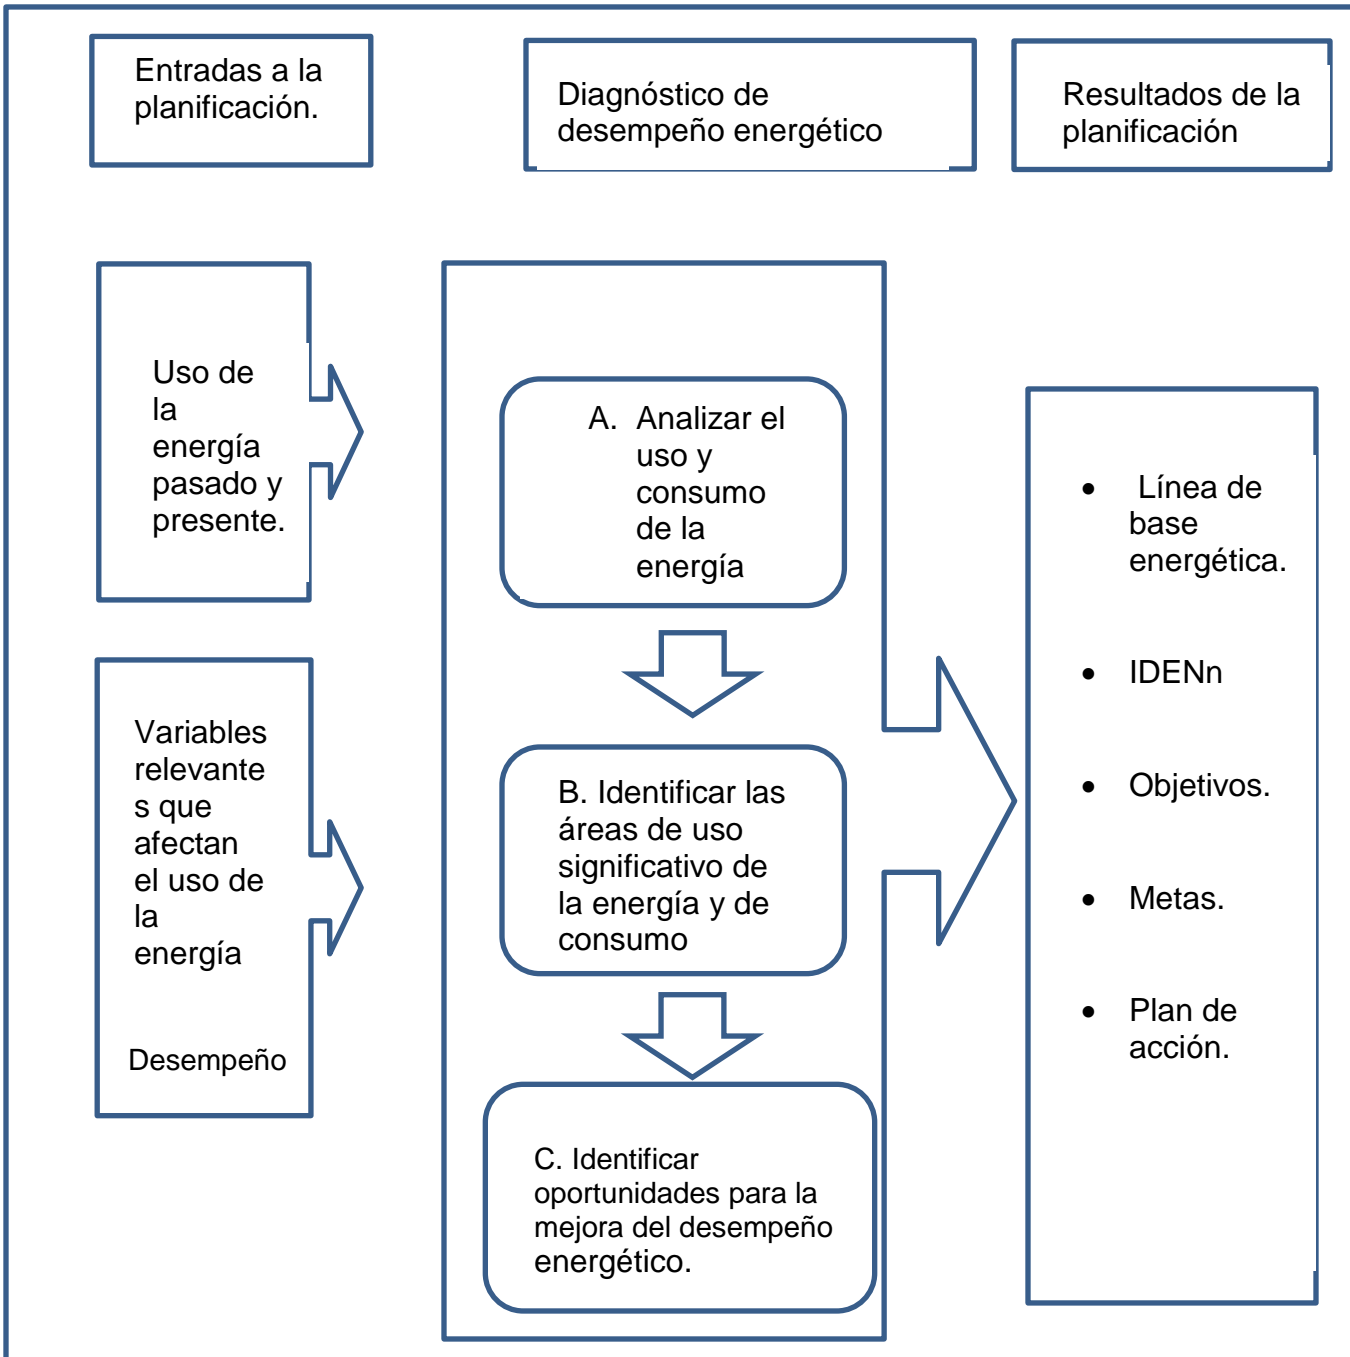 Entradas a la
planificación.
Diagnóstico de
desempeño energético
Resultados de la
planificación
Uso de
la
energía
pasado y
presente.
Variables
relevante
s que
afectan
el uso de
la
energía
Desempeño
A. Analizar el
uso y
consumo
de la
energía
B. Identificar las
áreas de uso
significativo de
la energía y de
consumo
C. Identificar
oportunidades para la
mejora del desempeño
energético.
• Línea de
base
energética.
• IDENn
• Objetivos.
• Metas.
• Plan de
acción.